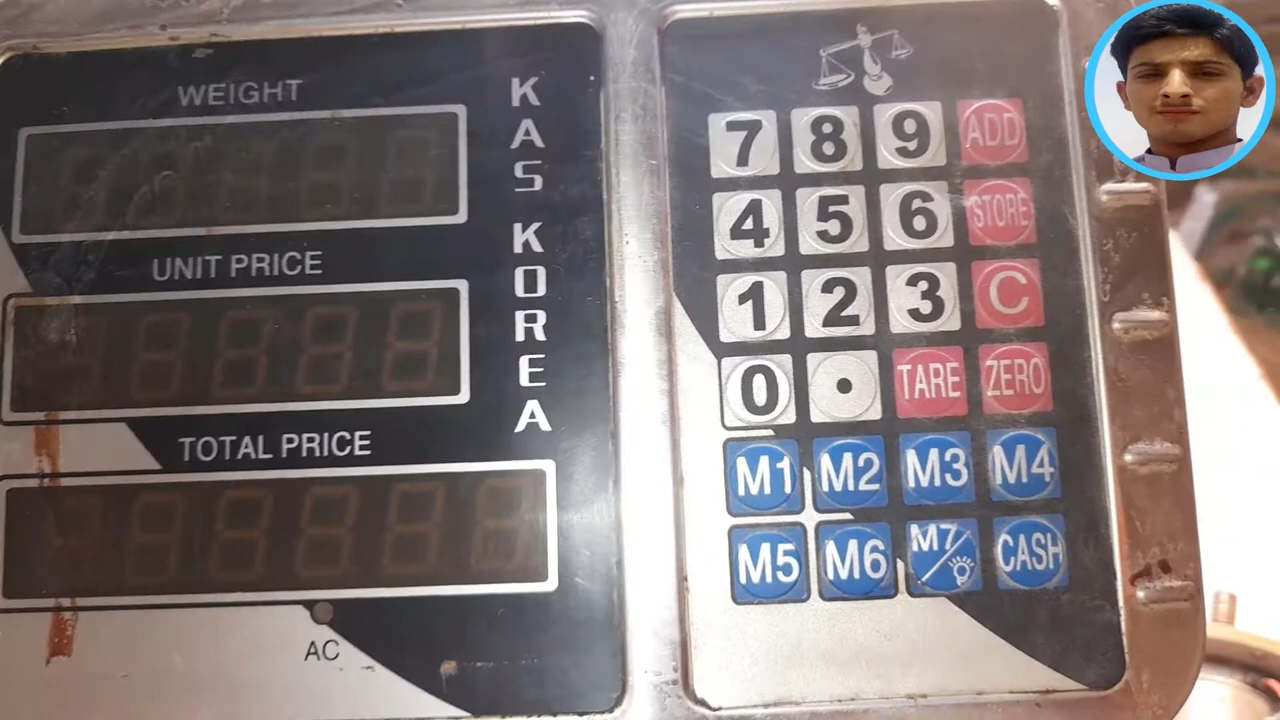 WEIGHT
UNIT PRICE
TOTAL PRICE
AC
KAS KOREA
7 8 9 ADD
4 5 6 STORE
1 2 3 C
0 . TARE ZERO
M1 M2 M3 M4
M5 M6 M7 CASH